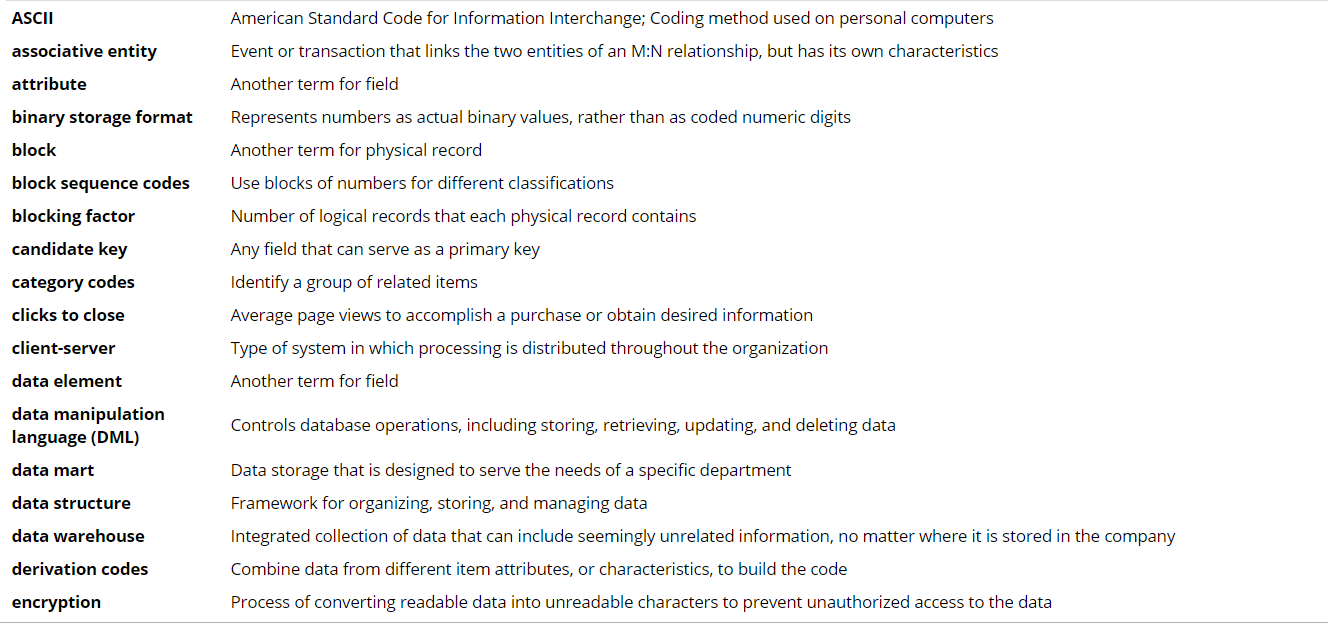 ASCII American Standard Code for Information Interchange; Coding method used on personal computers
associative entity Event or transaction that links the two entities of an M:N relationship, but has its own characteristics
attribute Another term for field
binary storage format Represents numbers as actual binary values, rather than as coded numeric digits
block Another term for physical record
block sequence codes Use blocks of numbers for different classifications
blocking factor Number of logical records that each physical record contains
candidate key Any field that can serve as a primary key
category codes Identify a group of related items
clicks to close Average page views to accomplish a purchase or obtain desired information
client-server Type of system in which processing is distributed throughout the organization
data element Another term for field
data manipulation
language (DML) Controls database operations, including storing, retrieving, updating, and deleting data
data mart Data storage that is designed to serve the needs of a specific department
data structure Framework for organizing, storing, and managing data
data warehouse Integrated collection of data that can include seemingly unrelated information, no matter where it is stored in the company
derivation codes Combine data from different item attributes, or characteristics, to build the code
encryption Process of converting readable data into unreadable characters to prevent unauthorized access to the data